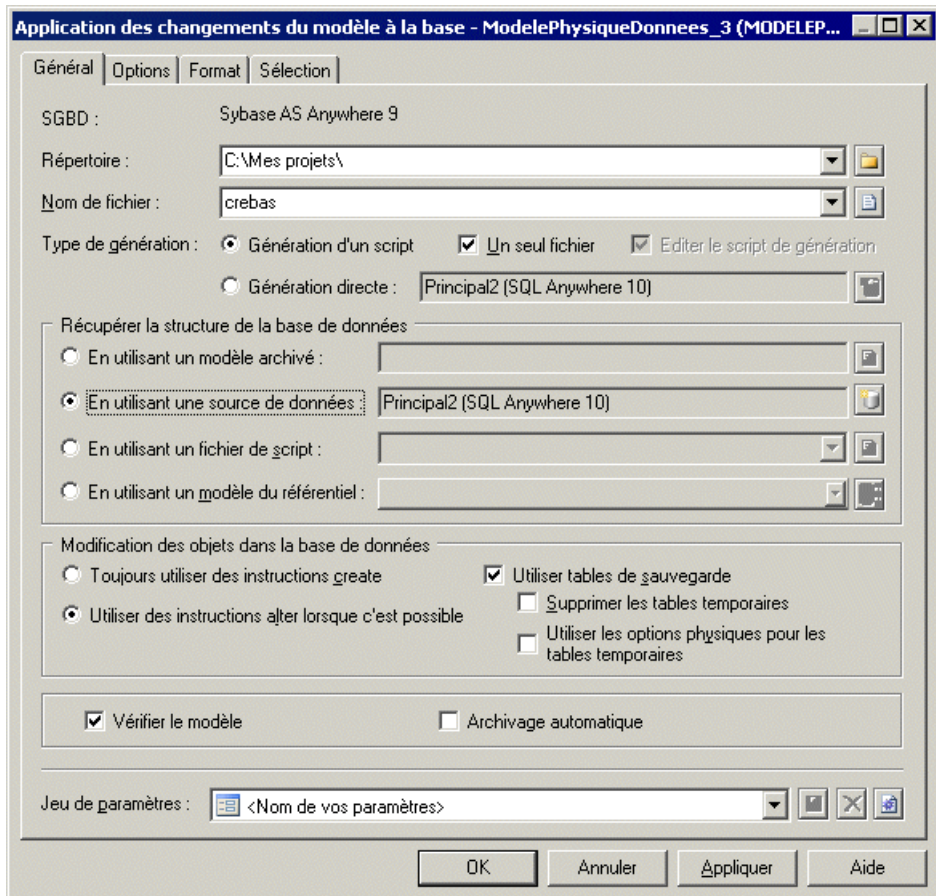 Application des changements du modèle à la base - ModelePhysiqueDonnees_3 (MODELEP...
Général Options Format Sélection
SGBD : Sybase AS Anywhere 9
Répertoire : C:\Mes projets\
Nom de fichier : crebas
Type de génération : Génération d'un script Un seul fichier Editer le script de génération
Génération directe : Principal2 (SQL Anywhere 10)
Récupérer la structure de la base de données
En utilisant un modèle archivé :
En utilisant une source de données : Principal2 (SQL Anywhere 10)
En utilisant un fichier de script :
En utilisant un modèle du référentiel :
Modification des objets dans la base de données
Toujours utiliser des instructions create Utiliser tables de sauvegarde
Supprimer les tables temporaires
Utiliser des instructions alter lorsque c'est possible
Utiliser les options physiques pour les
tables temporaires
Vérifier le modèle Archivage automatique
Jeu de paramètres : <Nom de vos paramètres>
OK Annuler Appliquer Aide